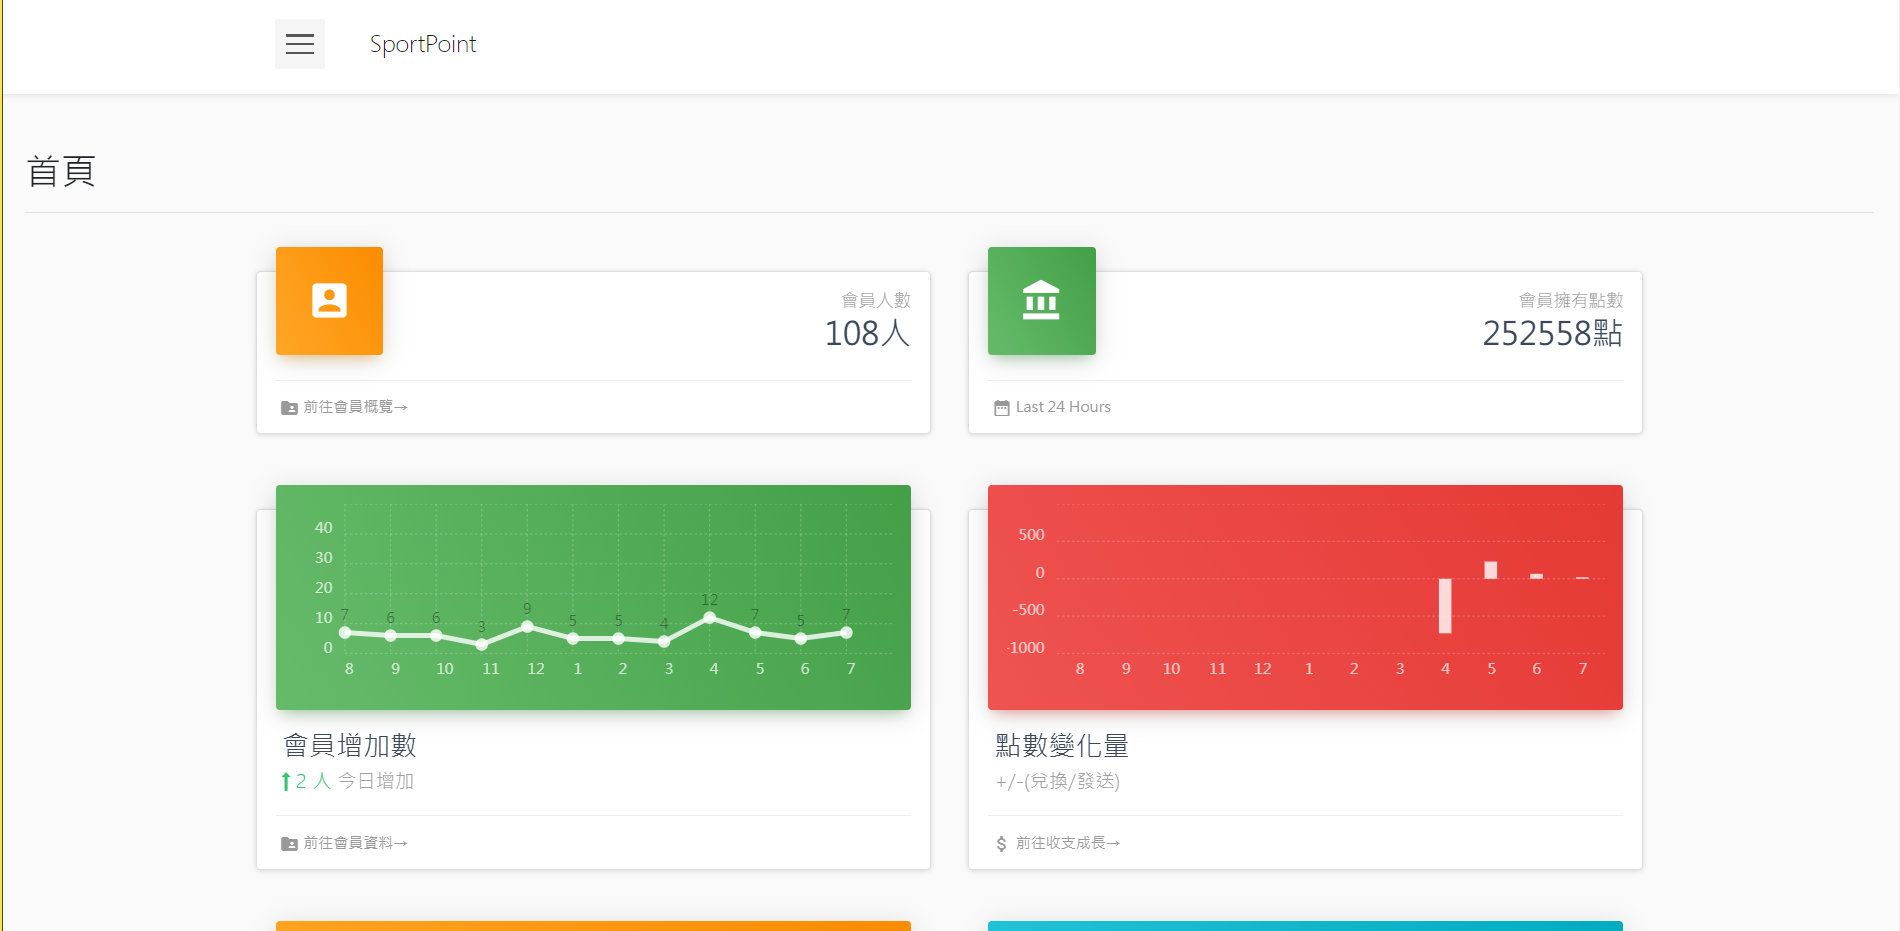 SportPoint
首頁
會員人數
108人
前往會員概覽→
會員擁有點數
252558點
Last 24 Hours
40
30
20
10
0
7 6 6 3 9 5 5 4 12 7 5 7
8 9 10 11 12 1 2 3 4 5 6 7
會員增加數
2 人 今日增加
前往會員資料→
500
0
-500
-1000
8 9 10 11 12 1 2 3 4 5 6 7
點數變化量
+/-(兌換/發送)
前往收支成長→